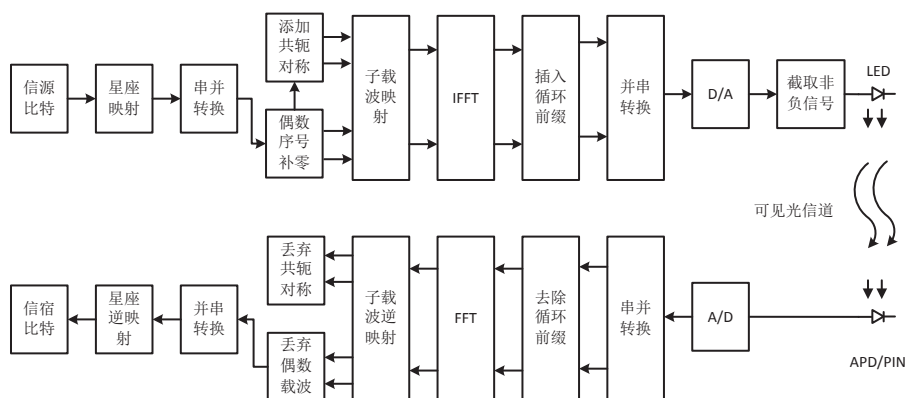 信源
比特
星座
映射
串并
转换
添加
共轭
对称
偶数
序号
补零
子载
波映
射
IFFT
插入
循环
前缀
并串
转换
D/A
截取非
负信号
LED
可见光信道
信宿
比特
星座
逆映
射
并串
转换
丢弃
共轭
对称
丢弃
偶数
载波
子载
波逆
映射
FFT
去除
循环
前缀
串并
转换
A/D
APD/PIN